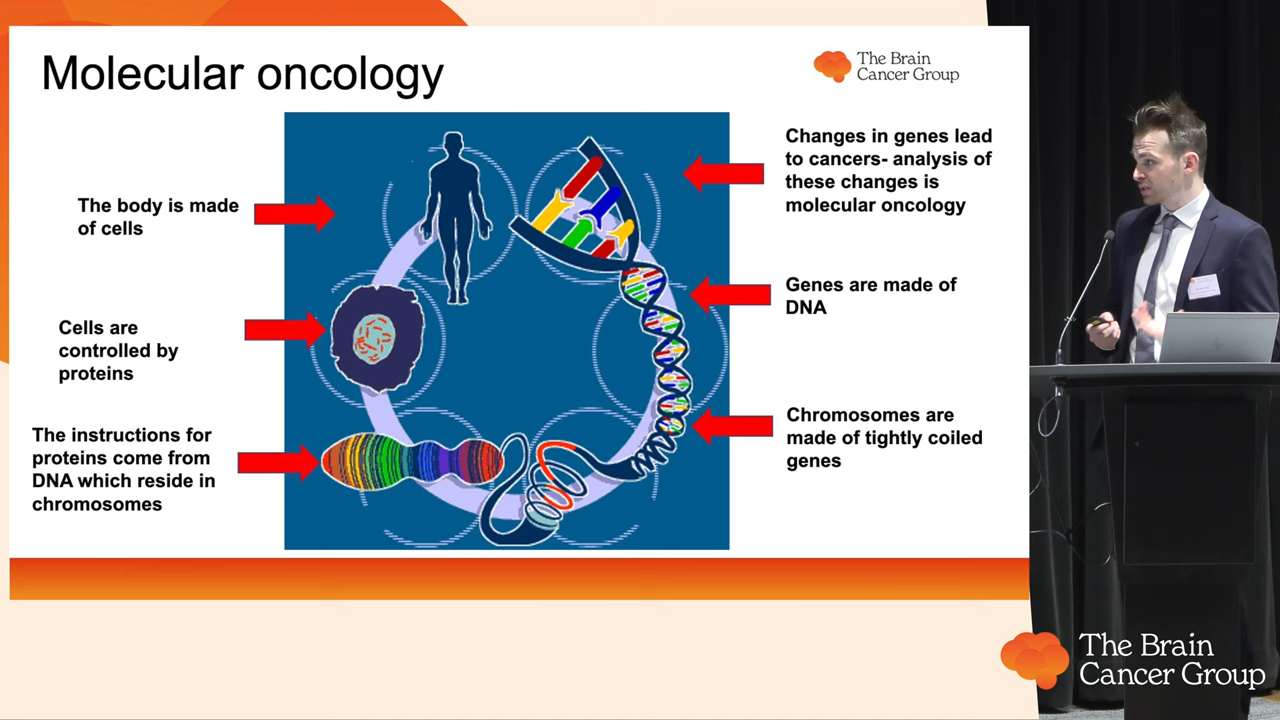 Molecular oncology
The Brain
Cancer Group
The body is made
of cells
Cells are
controlled by
proteins
The instructions for
proteins come from
DNA which reside in
chromosomes
Changes in genes lead
to cancers- analysis of
these changes is
molecular oncology
Genes are made of
DNA
Chromosomes are
made of tightly coiled
genes
The Brain
Cancer Group